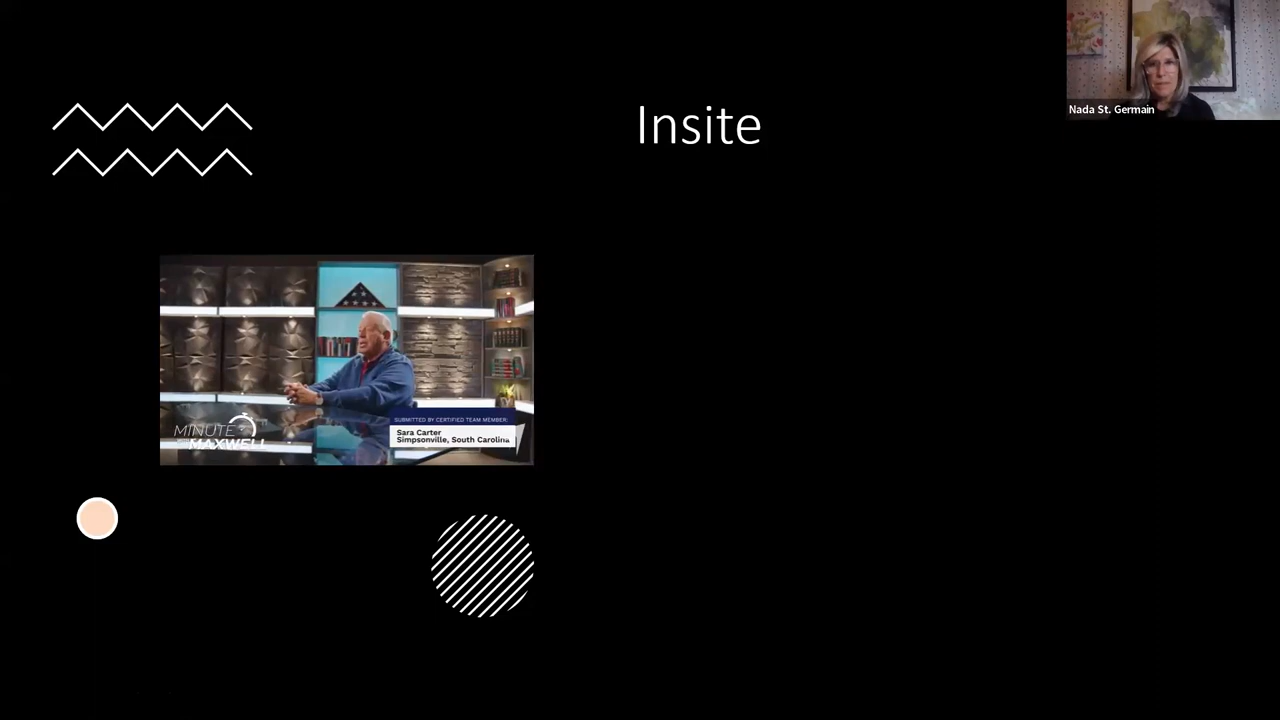 Insite
Nada St. Germain
MINUTE
MAXWELL
SUBMITTED BY CERTIFIED TEAM MEMBER:
Sara Carter
Simpsonville, South Carolina